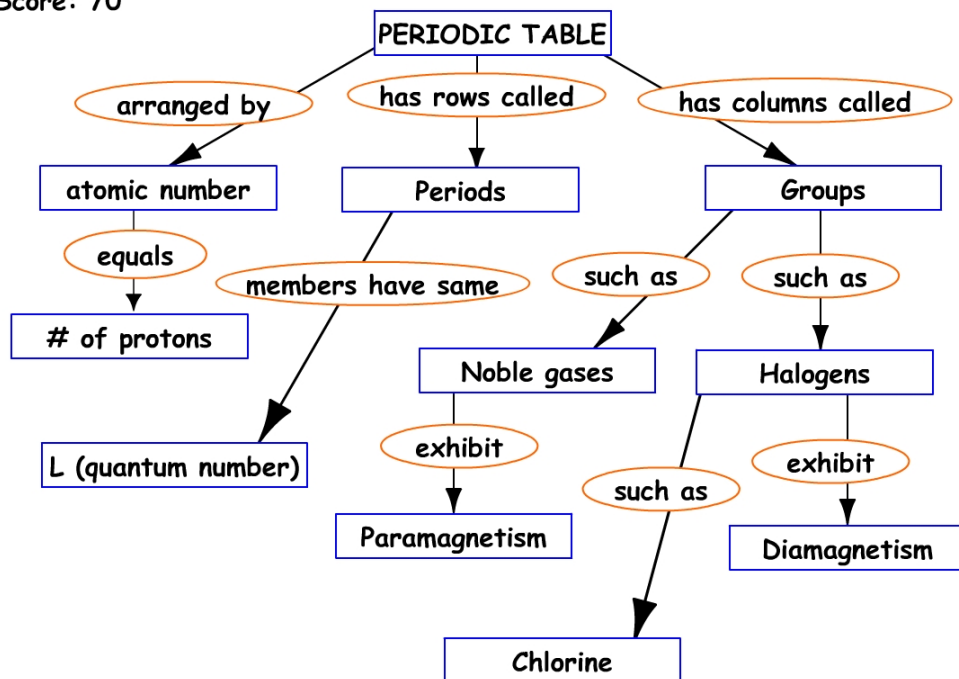 Score: 70
PERIODIC TABLE
arranged by
has rows called
has columns called
atomic number
Periods
Groups
equals
members have same
such as
such as
# of protons
Noble gases
Halogens
L (quantum number)
exhibit
such as
exhibit
Paramagnetism
Diamagnetism
Chlorine